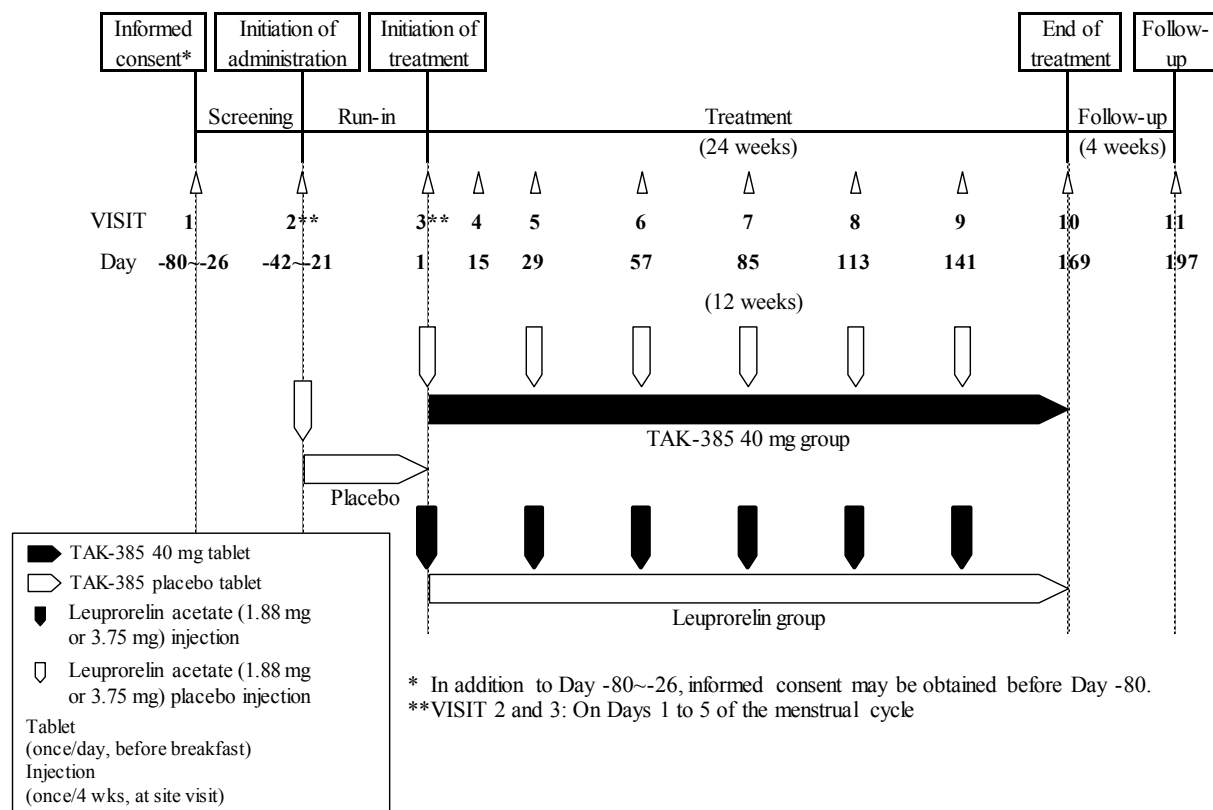 Informed consent*
Initiation of administration
Initiation of treatment
End of treatment
Follow-up
Screening
Run-in
Treatment
(24 weeks)
Follow-up
(4 weeks)
VISIT 1 2** 3** 4 5 6 7 8 9 10 11
Day -80~-26 -42~-21 1 15 29 57 85 113 141 169 197
(12 weeks)
TAK-385 40 mg group
Placebo
Leuprorelin group
TAK-385 40 mg tablet
TAK-385 placebo tablet
Leuprorelin acetate (1.88 mg
or 3.75 mg) injection
Leuprorelin acetate (1.88 mg
or 3.75 mg) placebo injection
Tablet
(once/day, before breakfast)
Injection
(once/4 wks, at site visit)
* In addition to Day -80~-26, informed consent may be obtained before Day -80.
**VISIT 2 and 3: On Days 1 to 5 of the menstrual cycle